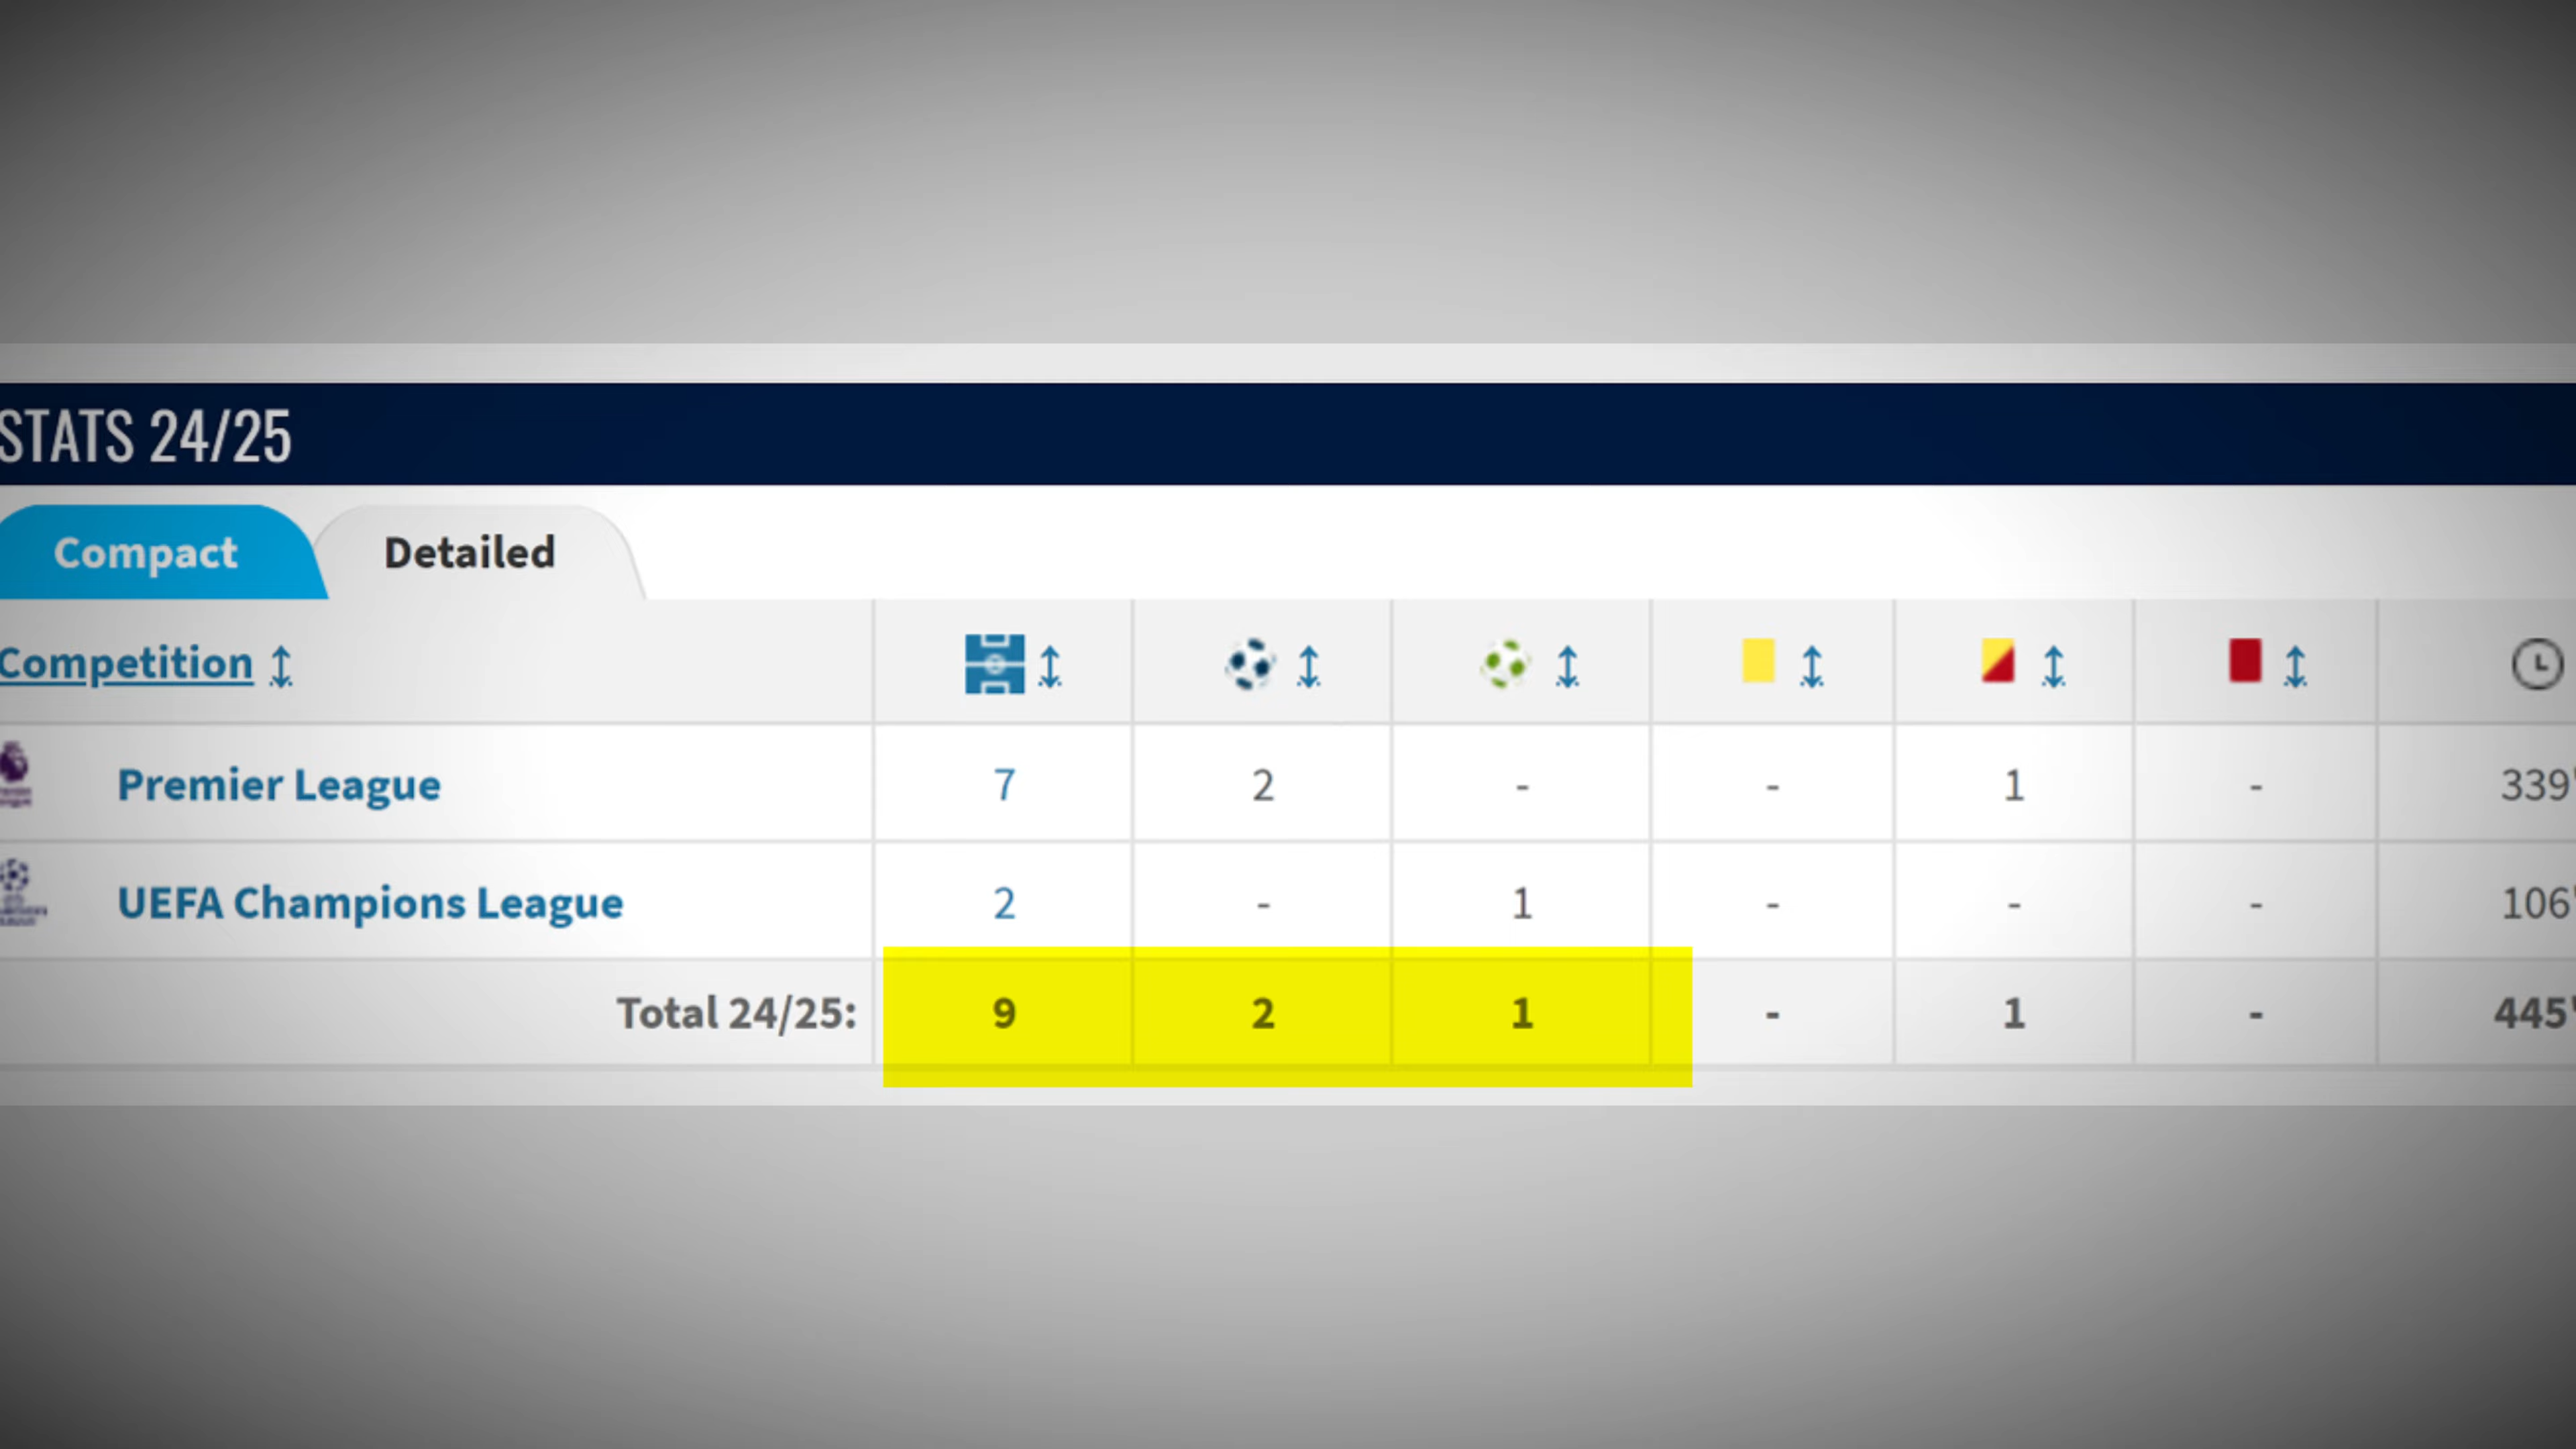 STATS 24/25
Compact Detailed
Competition
Premier League 7 2 - - 1 - 339'
UEFA Champions League 2 - 1 - - - 106'
Total 24/25: 9 2 1 - 1 - 445'